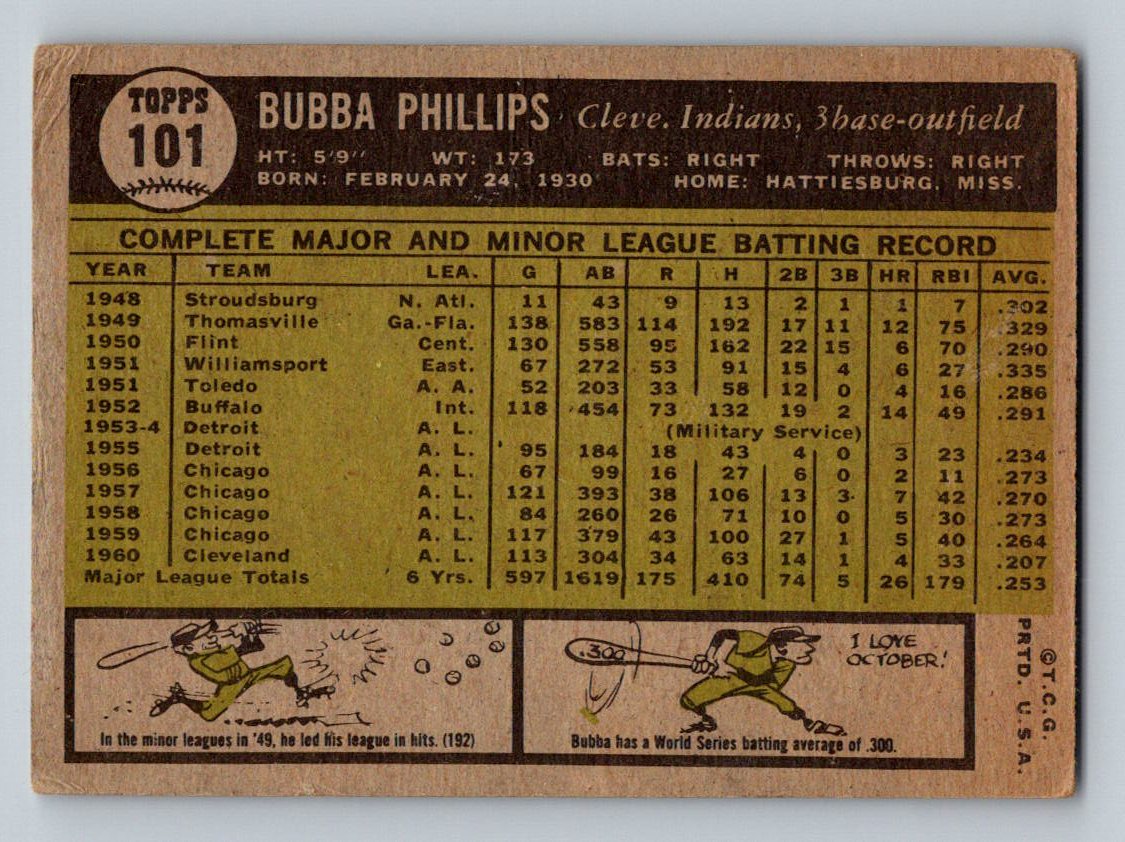 TOPPS
101
BUBBA PHILLIPS Cleve. Indians, 3base-outfield
HT: 5'9" WT: 173 BATS: RIGHT THROWS: RIGHT
BORN: FEBRUARY 24, 1930 HOME: HATTIESBURG, MISS.
COMPLETE MAJOR AND MINOR LEAGUE BATTING RECORD
YEAR TEAM LEA. G AB R H 2B 3B HR RBI AVG.
1948 Stroudsburg N. Atl. 11 43 9 13 2 1 1 7 .302
1949 Thomasville Ga.-Fla. 138 583 114 192 17 11 12 75 .329
1950 Flint Cent. 130 558 95 162 22 15 6 70 .290
1951 Williamsport East. 67 272 53 91 15 4 6 27 .335
1951 Toledo A. A. 52 203 33 58 12 0 4 16 .286
1952 Buffalo Int. 118 454 73 132 19 2 14 49 .291
1953-4 Detroit A. L. (Military Service)
1955 Detroit A. L. 95 184 18 43 4 0 3 23 .234
1956 Chicago A. L. 67 99 16 27 6 0 2 11 .273
1957 Chicago A. L. 121 393 38 106 13 3 7 42 .270
1958 Chicago A. L. 84 260 26 71 10 0 5 30 .273
1959 Chicago A. L. 117 379 43 100 27 1 5 40 .264
1960 Cleveland A. L. 113 304 34 63 14 1 4 33 .207
Major League Totals 6 Yrs. 597 1619 175 410 74 5 26 179 .253
In the minor leagues in '49, he led his league in hits. (192)
.300
I LOVE
OCTOBER!
Bubba has a World Series batting average of .300.
©T.C.G.
PRTD. U.S.A.